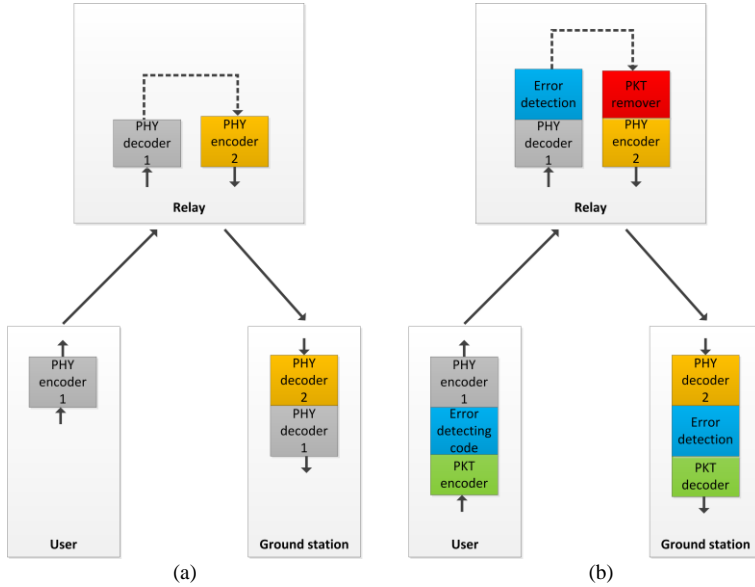 PHY
decoder
1
PHY
encoder
2
Relay
PHY
encoder
1
User
PHY
decoder
2
PHY
decoder
1
Ground station
(a)
Error
detection
PHY
decoder
1
PKT
remover
PHY
encoder
2
Relay
PHY
encoder
1
Error
detecting
code
PKT
encoder
User
PHY
decoder
2
Error
detection
PKT
decoder
Ground station
(b)